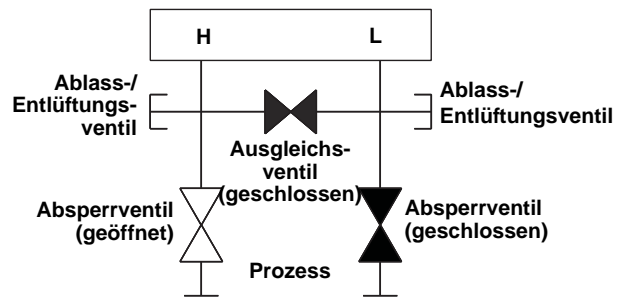 H
L
Ablass-/
Entlüftungs-
ventil
Ablass-/
Entlüftungsventil
Ausgleichs-
ventil
(geschlossen)
Absperrventil
(geöffnet)
Absperrventil
(geschlossen)
Prozess